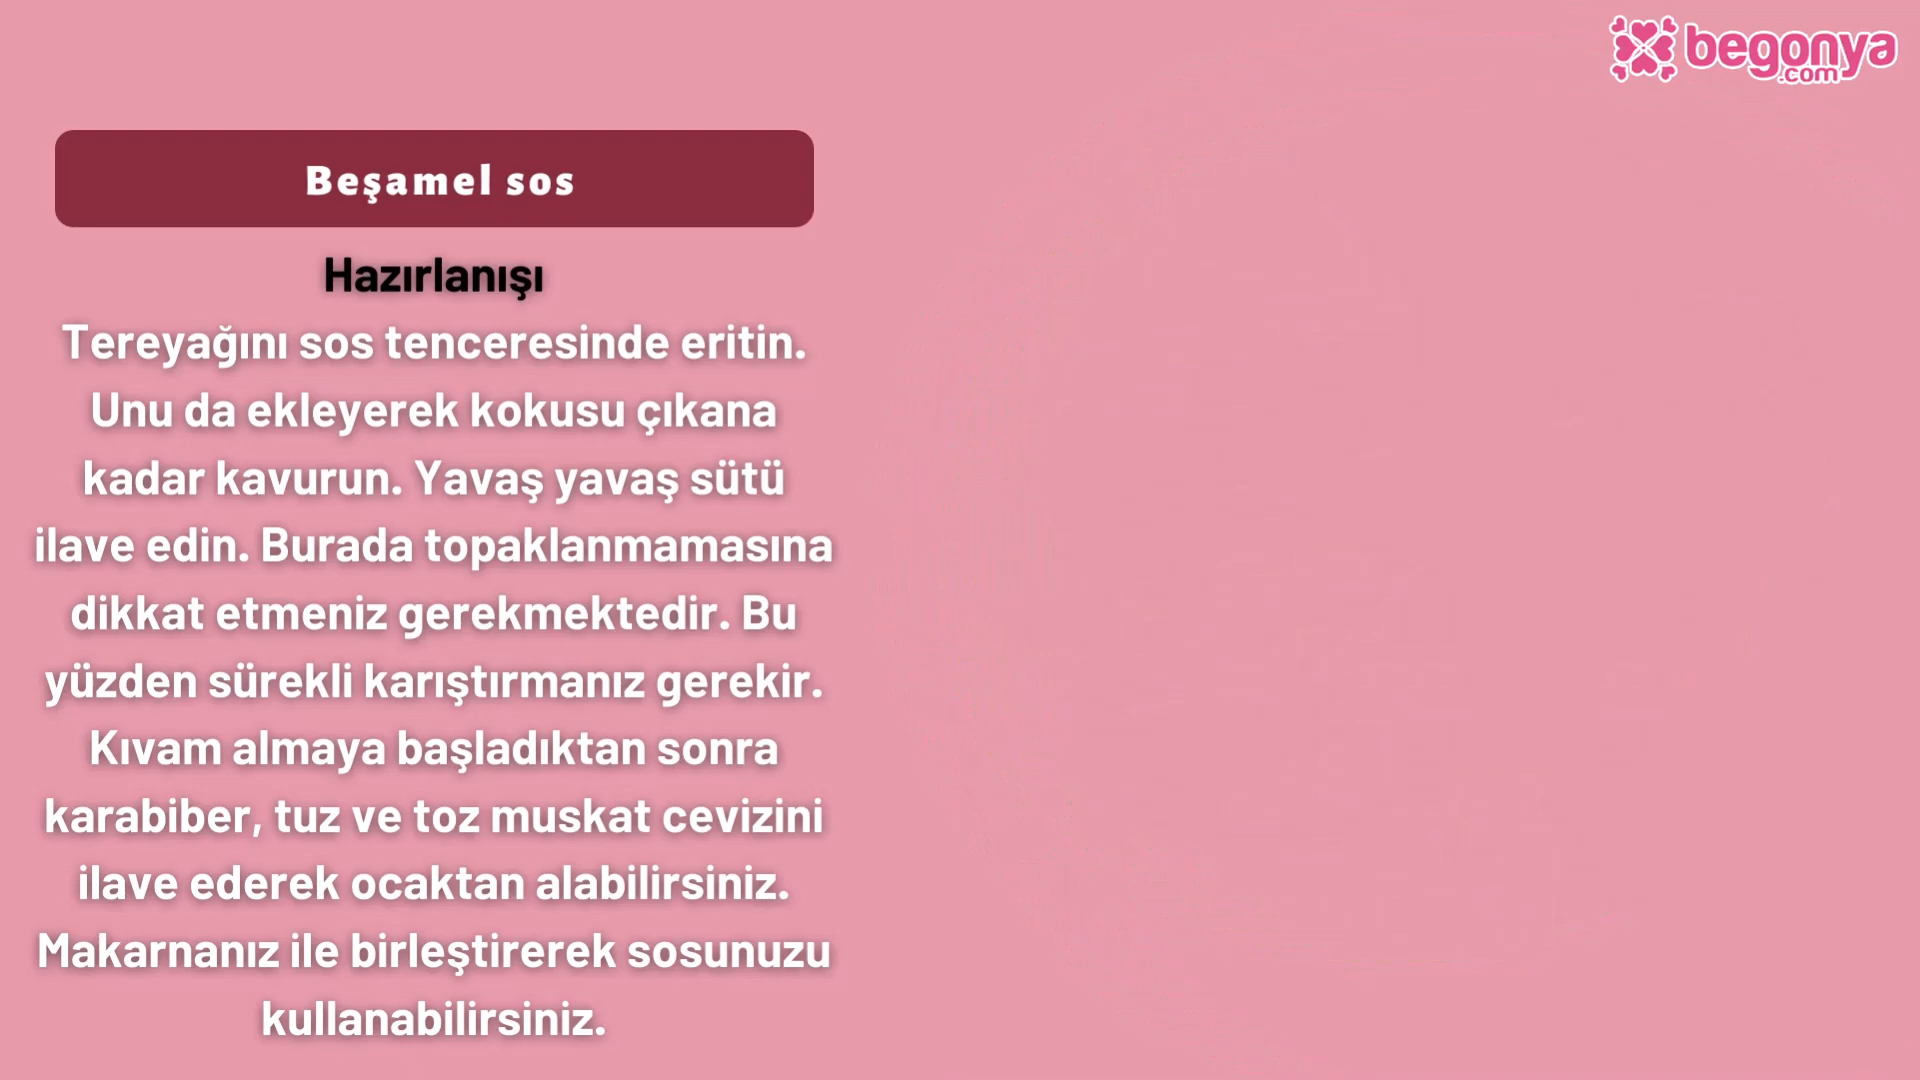 begonya
.com
Beşamel sos
Hazırlanışı
Tereyağını sos tenceresinde eritin.
Unu da ekleyerek kokusu çıkana
kadar kavurun. Yavaş yavaş sütü
ilave edin. Burada topaklanmamasına
dikkat etmeniz gerekmektedir. Bu
yüzden sürekli karıştırmanız gerekir.
Kıvam almaya başladıktan sonra
karabiber, tuz ve toz muskat cevizini
ilave ederek ocaktan alabilirsiniz.
Makarnanız ile birleştirerek sosunuzu
kullanabilirsiniz.